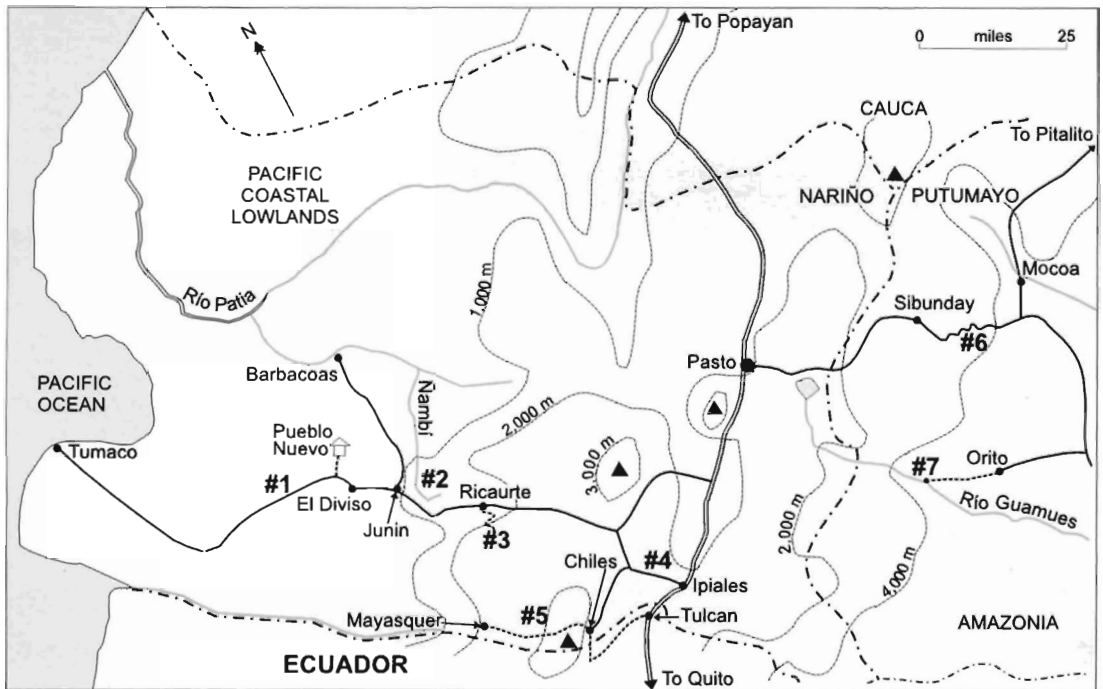 To Popayan
0 miles 25
N
CAUCA
To Pitalito
PACIFIC
COASTAL
LOWLANDS
NARIÑO
PUTUMAYO
Mocoa
Río Patia
1,000 m
Sibunday
#6
Barbacoas
Pasto
PACIFIC
OCEAN
Ñambí
2,000 m
Tumaco
Pueblo
Nuevo
#1
El Diviso
#2
Junín
Ricaurte
#3
3,000 m
#7
Orito
Río Guamues
2,000 m
4,000 m
Chiles
#4
Ipiales
Mayasquer
#5
Tulcan
AMAZONIA
ECUADOR
To Quito